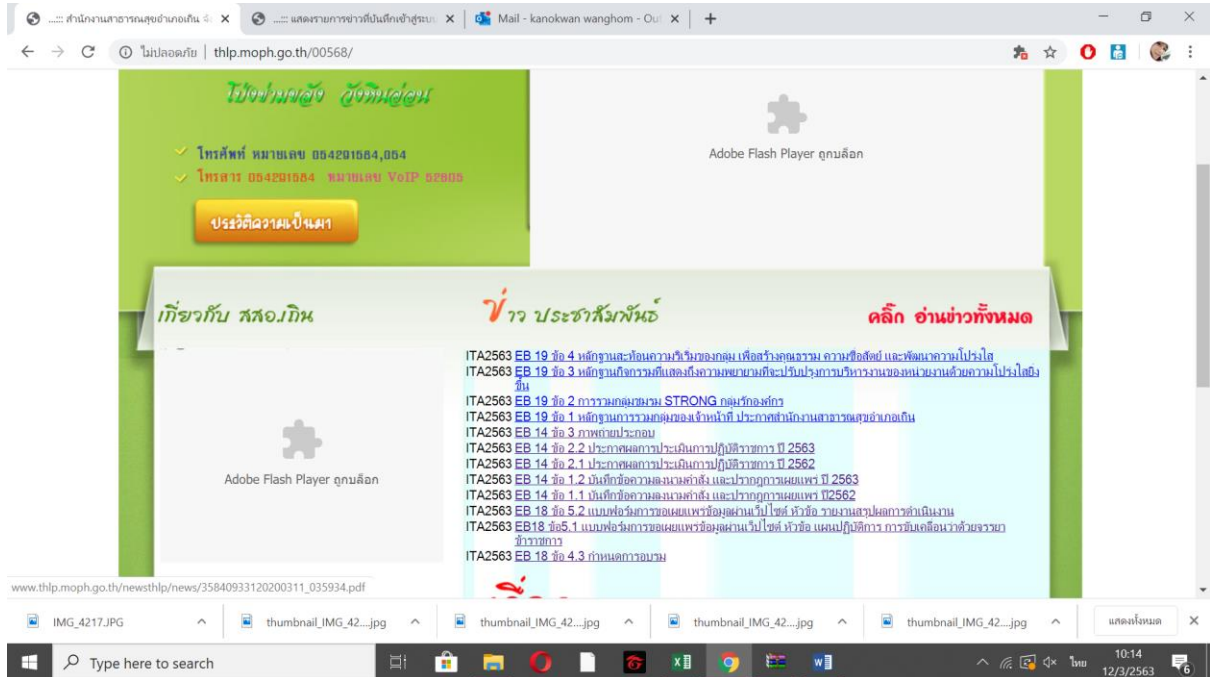 ...::: สำนักงานสาธารณสุขอำเภอเถิน จั
...::: แสดงรายการข่าวที่บันทึกเข้าสู่ระบบ
Mail - kanokwan wanghom - Out
ไม่ปลอดภัย | thlp.moph.go.th/00568/
โปร่งผ่านขลัง วังหินอ่อน
โทรศัพท์ หมายเลข 054291584,054
โทรสาร 054291584 หมายเลข VoIP 52805
ประวัติความเป็นมา
Adobe Flash Player ถูกบล็อก
เกี่ยวกับ สสอ.เถิน
ข่าว ประชาสัมพันธ์
คลิ๊ก อ่านข่าวทั้งหมด
Adobe Flash Player ถูกบล็อก
ITA2563 EB 19 ข้อ 4 หลักฐานสะท้อนความริเริ่มของกลุ่ม เพื่อสร้างคุณธรรม ความซื่อสัตย์ และพัฒนาความโปร่งใส
ITA2563 EB 19 ข้อ 3 หลักฐานกิจกรรมที่แสดงถึงความพยายามที่จะปรับปรุงการบริหารงานของหน่วยงานด้วยความโปร่งใสยิ่ง
ขึ้น
ITA2563 EB 19 ข้อ 2 การรวมกลุ่มชมรม STRONG กลุ่มรักองค์กร
ITA2563 EB 19 ข้อ 1 หลักฐานการรวมกลุ่มของเจ้าหน้าที่ ประกาศสำนักงานสาธารณสุขอำเภอเถิน
ITA2563 EB 14 ข้อ 3 ภาพถ่ายประกอบ
ITA2563 EB 14 ข้อ 2.2 ประกาศผลการประเมินการปฏิบัติราชการ ปี 2563
ITA2563 EB 14 ข้อ 2.1 ประกาศผลการประเมินการปฏิบัติราชการ ปี 2562
ITA2563 EB 14 ข้อ 1.2 บันทึกข้อความลงนามคำสั่ง และปรากฎการเผยแพร่ ปี 2563
ITA2563 EB 14 ข้อ 1.1 บันทึกข้อความลงนามคำสั่ง และปรากฎการเผยแพร่ ปี2562
ITA2563 EB 18 ข้อ 5.2 แบบฟอร์มการขอเผยแพร่ข้อมูลผ่านเว็บไซต์ หัวข้อ รายงานสรุปผลการดำเนินงาน
ITA2563 EB18 ข้อ5.1 แบบฟอร์มการขอเผยแพร่ข้อมูลผ่านเว็บไซต์ หัวข้อ แผนปฏิบัติการ การขับเคลื่อนว่าด้วยจรรยา
ข้าราชการ
ITA2563 EB 18 ข้อ 4.3 กำหนดการอบรม
www.thlp.moph.go.th/newsthlp/news/35840933120200311_035934.pdf
IMG_4217.JPG
thumbnail_IMG_42....jpg
thumbnail_IMG_42....jpg
thumbnail_IMG_42....jpg
thumbnail_IMG_42....jpg
แสดงทั้งหมด
Type here to search
ไทย
10:14
12/3/2563
6